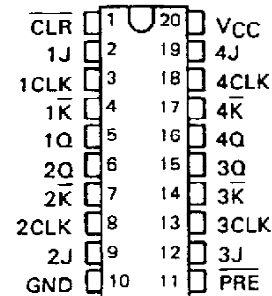 C̅L̅R̅ 1 20 VCC
1J 2 19 4J
1CLK 3 18 4CLK
1K̅ 4 17 4K̅
1Q 5 16 4Q
2Q 6 15 3Q
2K̅ 7 14 3K̅
2CLK 8 13 3CLK
2J 9 12 3J
GND 10 11 P̅R̅E̅